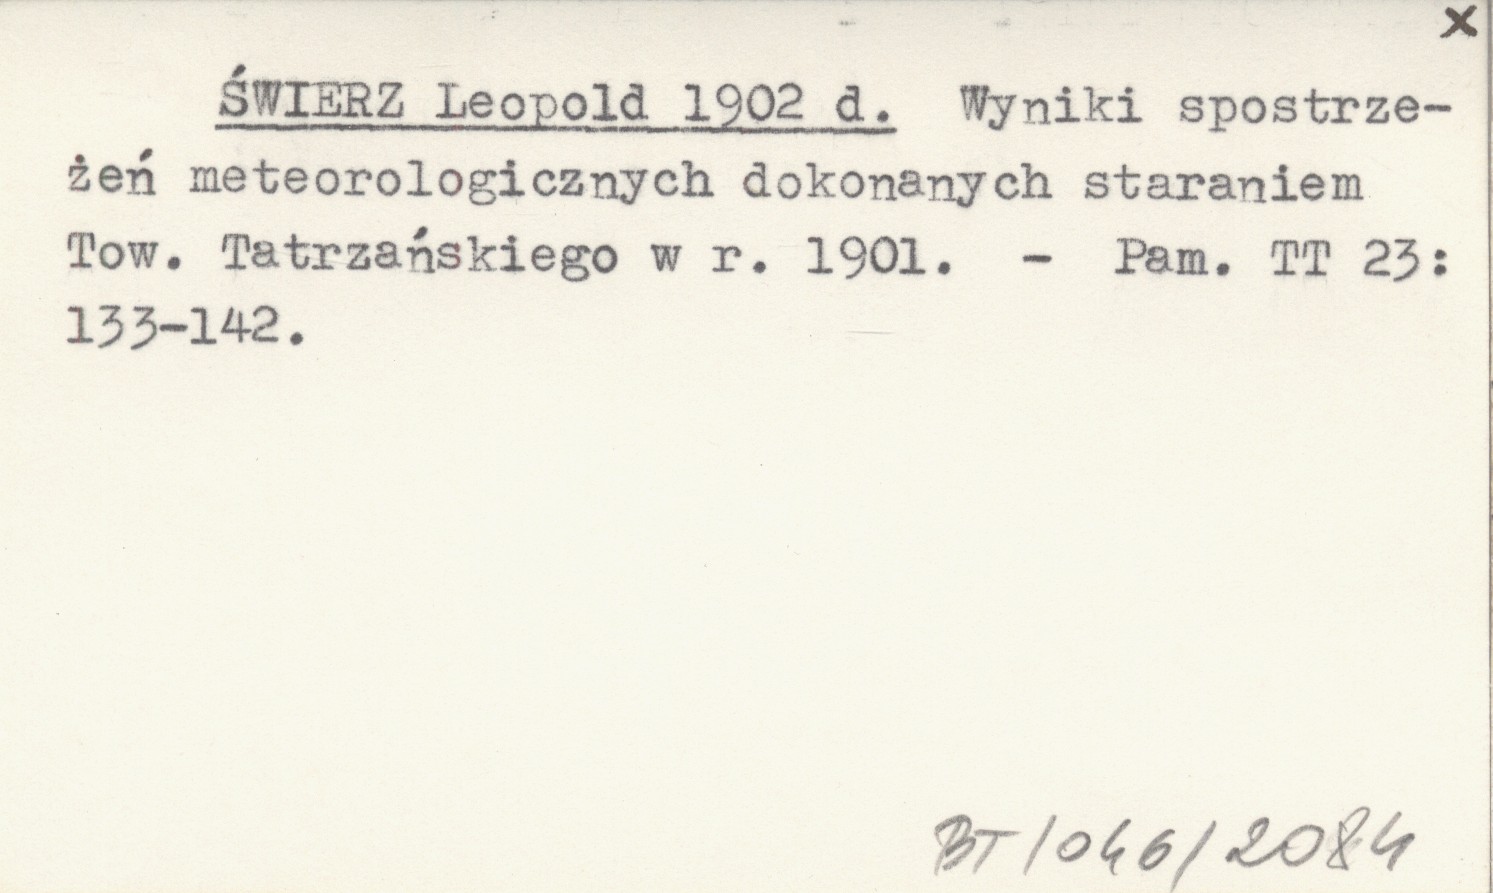 x
ŚWIERZ Leopold 1902 d. Wyniki spostrze-
żeń meteorologicznych dokonanych staraniem
Tow. Tatrzańskiego w r. 1901. - Pam. TT 23:
133-142.
BT/046/2084